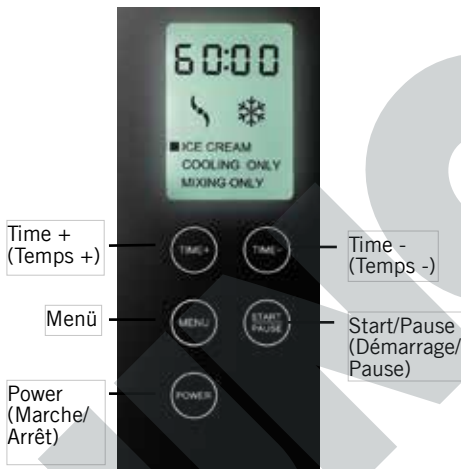 60:00
■ ICE CREAM
COOLING ONLY
MIXING ONLY
Time +
(Temps +)
TIME+
TIME-
Time -
(Temps -)
Menü
MENU
START
PAUSE
Start/Pause
(Démarrage/
Pause)
Power
(Marche/
Arrêt)
POWER